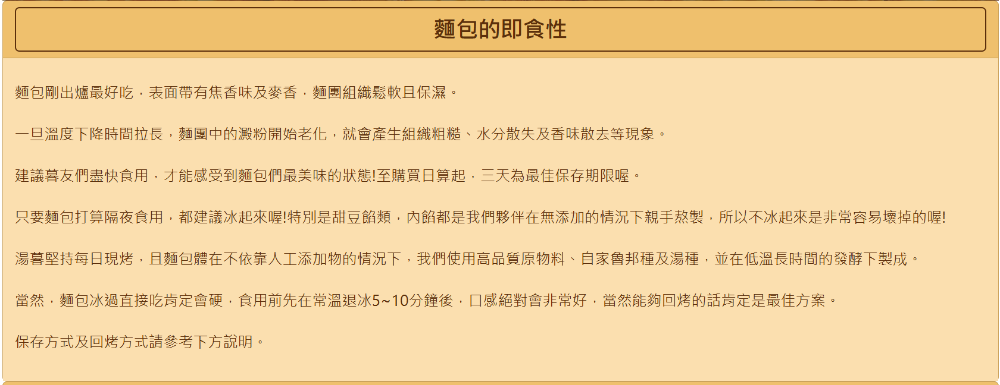 麵包的即食性
麵包剛出爐最好吃，表面帶有焦香味及麥香，麵團組織鬆軟且保濕。
一旦溫度下降時間拉長，麵團中的澱粉開始老化，就會產生組織粗糙、水分散失及香味散去等現象。
建議暮友們盡快食用，才能感受到麵包們最美味的狀態!至購買日算起，三天為最佳保存期限喔。
只要麵包打算隔夜食用，都建議冰起來喔!特別是甜豆餡類，內餡都是我們夥伴在無添加的情況下親手熬製，所以不冰起來是非常容易壞掉的喔!
湯暮堅持每日現烤，且麵包體在不依靠人工添加物的情況下，我們使用高品質原物料、自家魯邦種及湯種，並在低溫長時間的發酵下製成。
當然，麵包冰過直接吃肯定會硬，食用前先在常溫退冰5~10分鐘後，口感絕對會非常好，當然能夠回烤的話肯定是最佳方案。
保存方式及回烤方式請參考下方說明。